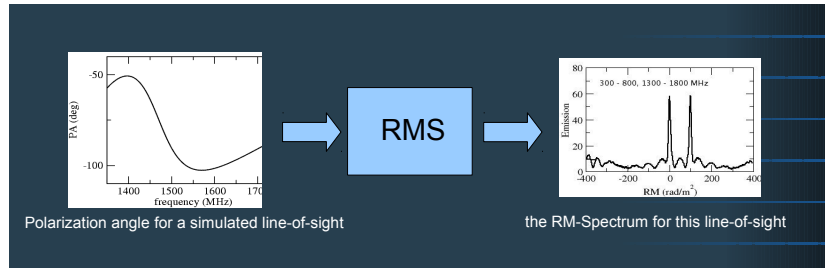 -50
-100
PA (deg)
1400
1500
1600
1700
frequency (MHz)
Polarization angle for a simulated line-of-sight
RMS
80
60
40
20
0
Emission
300 - 800, 1300 - 1800 MHz
-400
-200
0
200
400
RM (rad/m²)
the RM-Spectrum for this line-of-sight